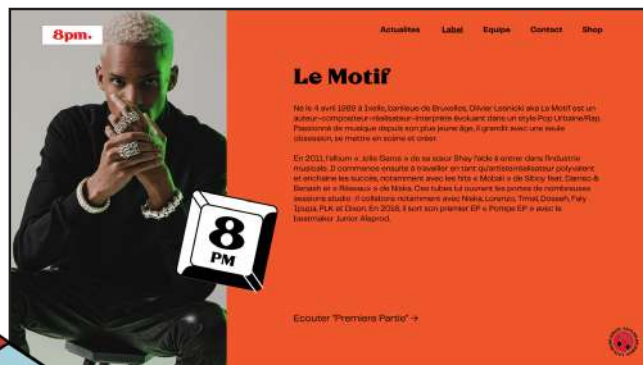 8pm.
Actualites Label Equipe Contact Shop
Le Motif
Né le 4 avril 1989 à Ixelle, banlieue de Bruxelles, Olivier Lesnicki aka Le Motif est un
auteur-compositeur-réalisateur-interprète évoluant dans un style Pop Urbaine/Rap.
Passionné de musique depuis son plus jeune âge, il grandit avec une seule
obsession, se mettre en scène et créer.
En 2011, l'album « Jolie Garce » de sa sœur Shay l'aide à entrer dans l'industrie
musicale. Il commence ensuite à travailler en tant qu'artiste/réalisateur polyvalent
et enchaîne les succès, notamment avec les hits « Mobali » de Siboy feat. Damso &
Benash et « Réseaux » de Niska. Ces tubes lui ouvrent les portes de nombreuses
sessions studio : il collabore notamment avec Niska, Lorenzo, Timal, Dosseh, Fally
Ipupa, PLK et Dixon. En 2018, il sort son premier EP « Pompe EP » avec le
beatmaker Junior Alaprod.
8
PM
Ecouter "Premiere Partie" →